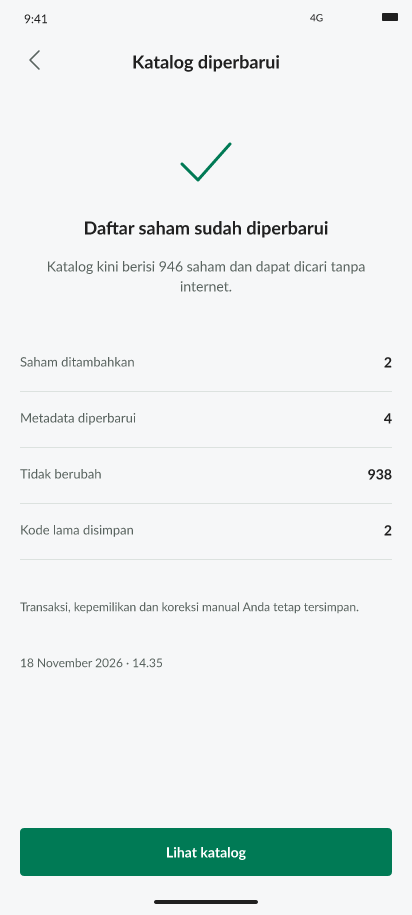 9:41
4G
Katalog diperbarui
Daftar saham sudah diperbarui
Katalog kini berisi 946 saham dan dapat dicari tanpa
internet.
Saham ditambahkan 2
Metadata diperbarui 4
Tidak berubah 938
Kode lama disimpan 2
Transaksi, kepemilikan dan koreksi manual Anda tetap tersimpan.
18 November 2026 · 14.35
Lihat katalog